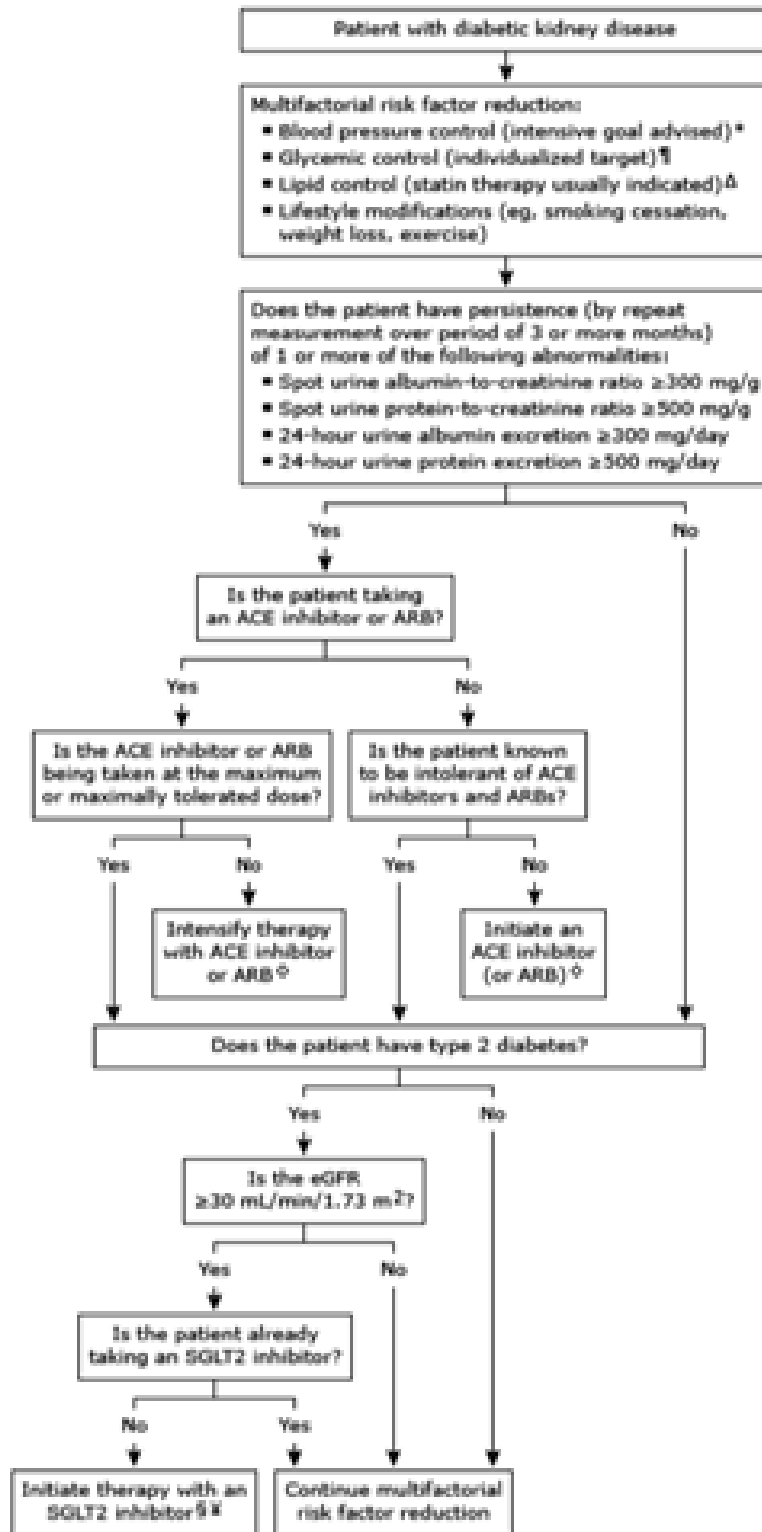 Patient with diabetic kidney disease
Multifactorial risk factor reduction:
▪ Blood pressure control (intensive goal advised)*
▪ Glycemic control (individualized target)¶
▪ Lipid control (statin therapy usually indicated)Δ
▪ Lifestyle modifications (eg, smoking cessation,
weight loss, exercise)
Does the patient have persistence (by repeat
measurement over period of 3 or more months)
of 1 or more of the following abnormalities:
▪ Spot urine albumin-to-creatinine ratio ≥300 mg/g
▪ Spot urine protein-to-creatinine ratio ≥500 mg/g
▪ 24-hour urine albumin excretion ≥300 mg/day
▪ 24-hour urine protein excretion ≥500 mg/day
Yes
No
Is the patient taking
an ACE inhibitor or ARB?
Yes
No
Is the ACE inhibitor or ARB
being taken at the maximum
or maximally tolerated dose?
Is the patient known
to be intolerant of ACE
inhibitors and ARBs?
Yes
No
Yes
No
Intensify therapy
with ACE inhibitor
or ARB◇
Initiate an
ACE inhibitor
(or ARB)◇
Does the patient have type 2 diabetes?
Yes
No
Is the eGFR
≥30 mL/min/1.73 m²?
Yes
No
Is the patient already
taking an SGLT2 inhibitor?
No
Yes
Initiate therapy with an
SGLT2 inhibitor§¥
Continue multifactorial
risk factor reduction